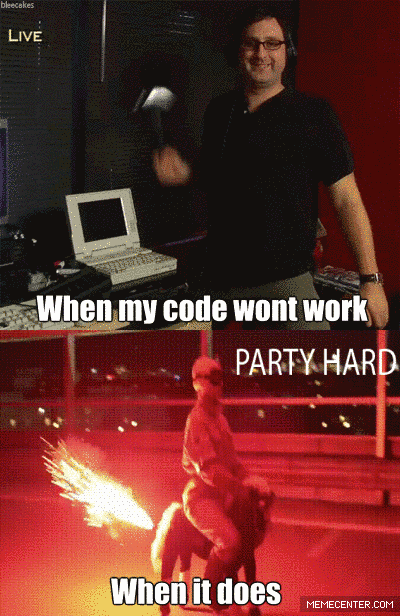 bleecakes
LIVE
When my code wont work
PARTY HARD
When it does
MEMECENTER.COM